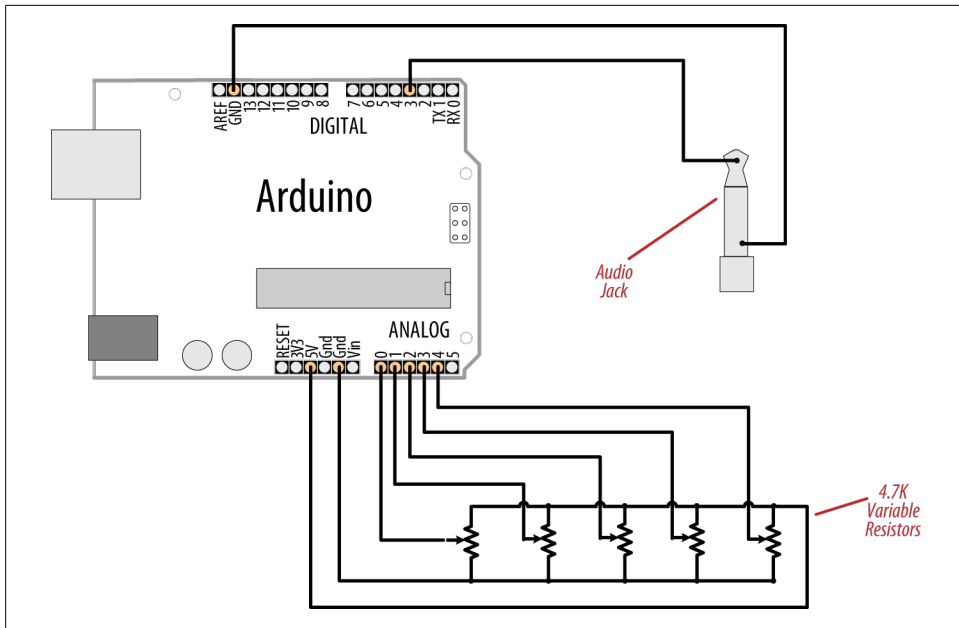 AREF
GND
13
12
11
10
9
8
7
6
5
4
3
2
TX 1
RX 0
DIGITAL
Arduino
Audio
Jack
ANALOG
RESET
3V3
5V
Gnd
Gnd
Vin
0
1
2
3
4
5
4.7K
Variable
Resistors